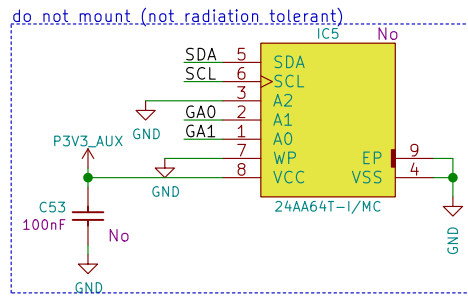 do not mount (not radiation tolerant)
IC5 No
SDA 5 SDA
SCL 6 SCL
3 A2
GND
GA0 2 A1
GA1 1 A0
P3V3_AUX
7 WP EP 9
GND
8 VCC VSS 4
C53
100nF
No
24AA64T-I/MC
GND
GND